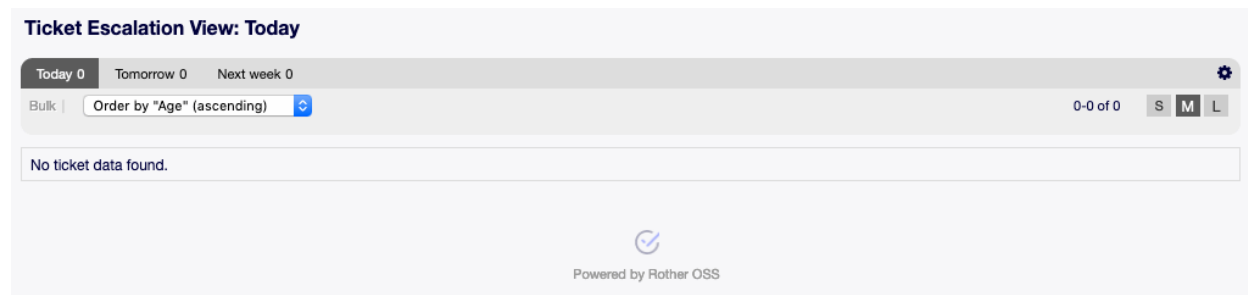 Ticket Escalation View: Today
Today 0 Tomorrow 0 Next week 0
Bulk | Order by "Age" (ascending) 0-0 of 0 S M L
No ticket data found.
Powered by Rother OSS